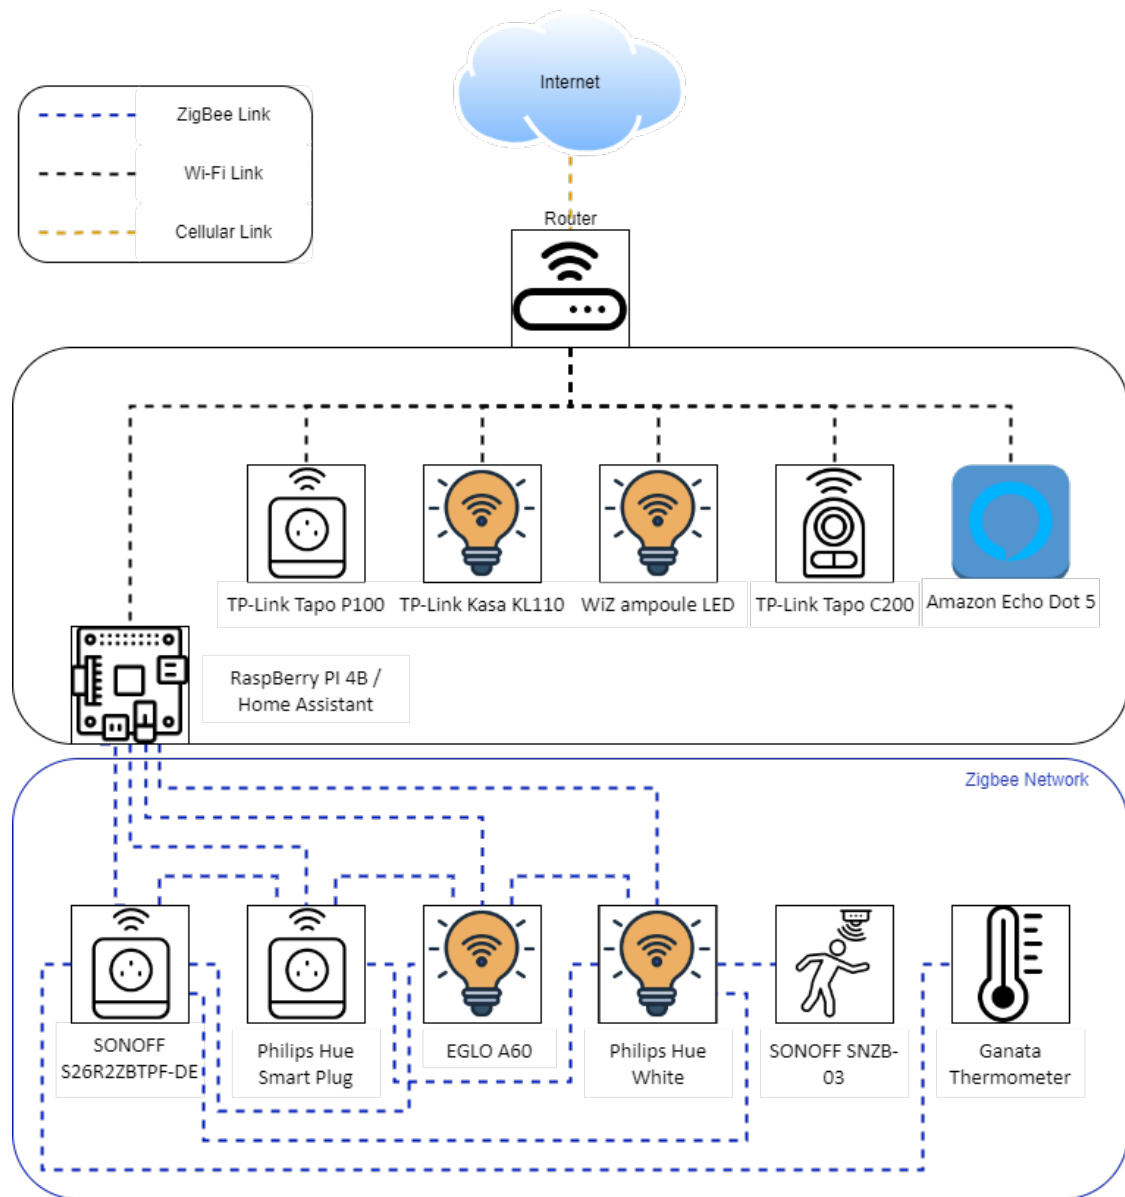 Internet
ZigBee Link
Wi-Fi Link
Cellular Link
Router
TP-Link Tapo P100
TP-Link Kasa KL110
WiZ ampoule LED
TP-Link Tapo C200
Amazon Echo Dot 5
RaspBerry PI 4B /
Home Assistant
Zigbee Network
SONOFF
S26R2ZBTPF-DE
Philips Hue
Smart Plug
EGLO A60
Philips Hue
White
SONOFF SNZB-
03
Ganata
Thermometer